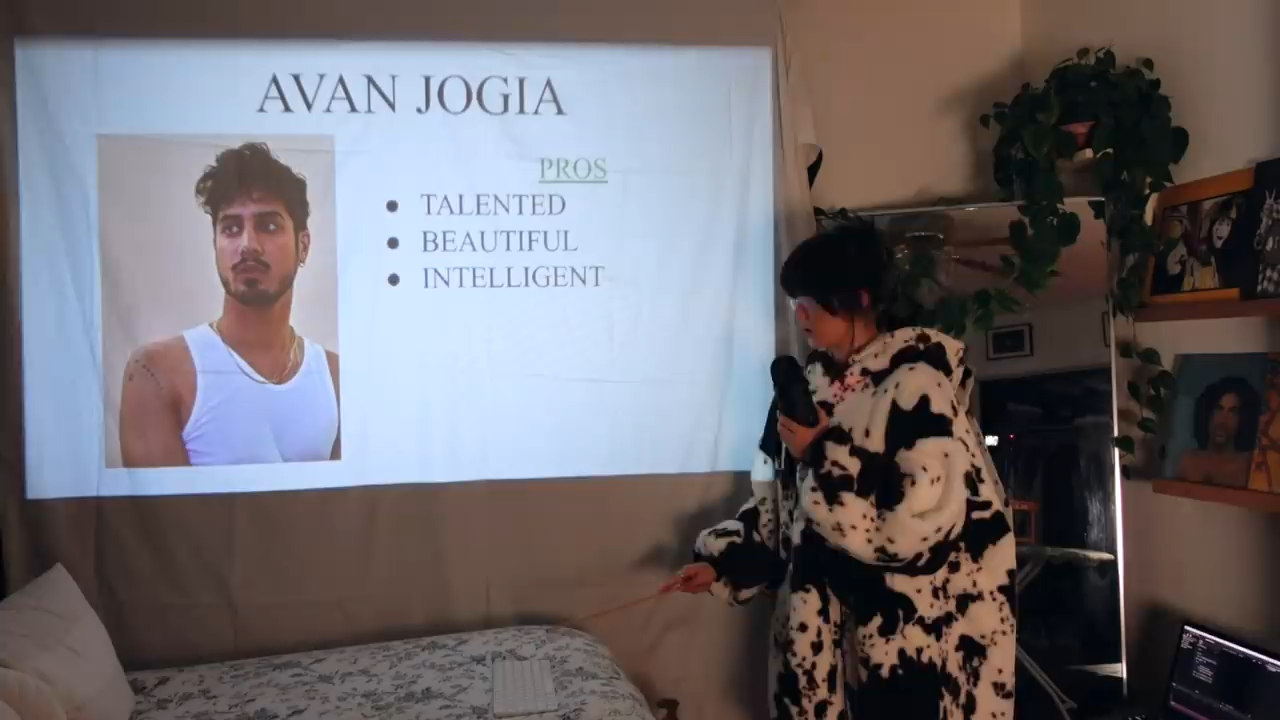 AVAN JOGIA
PROS
● TALENTED
● BEAUTIFUL
● INTELLIGENT